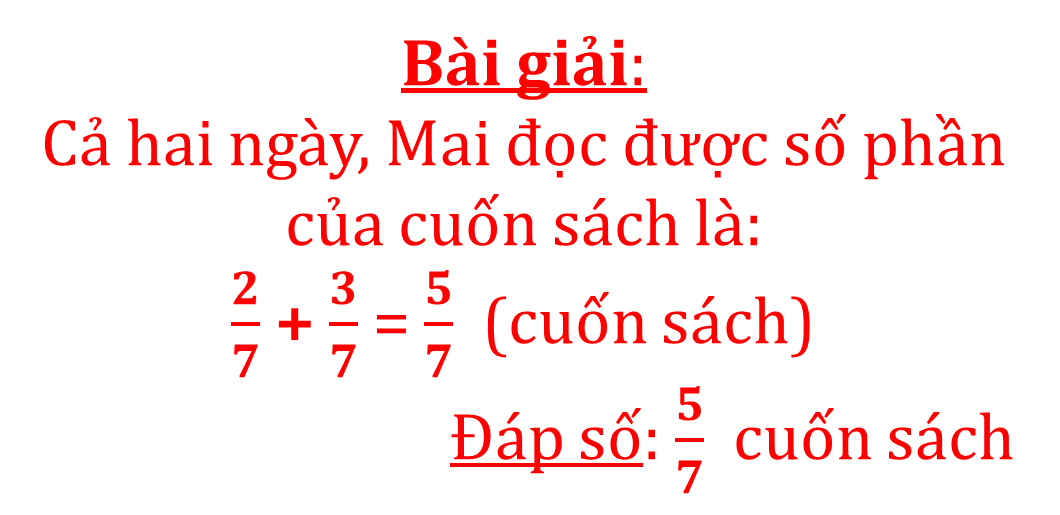 Bài giải:
Cả hai ngày, Mai đọc được số phần
của cuốn sách là:
2/7 + 3/7 = 5/7 (cuốn sách)
Đáp số: 5/7 cuốn sách